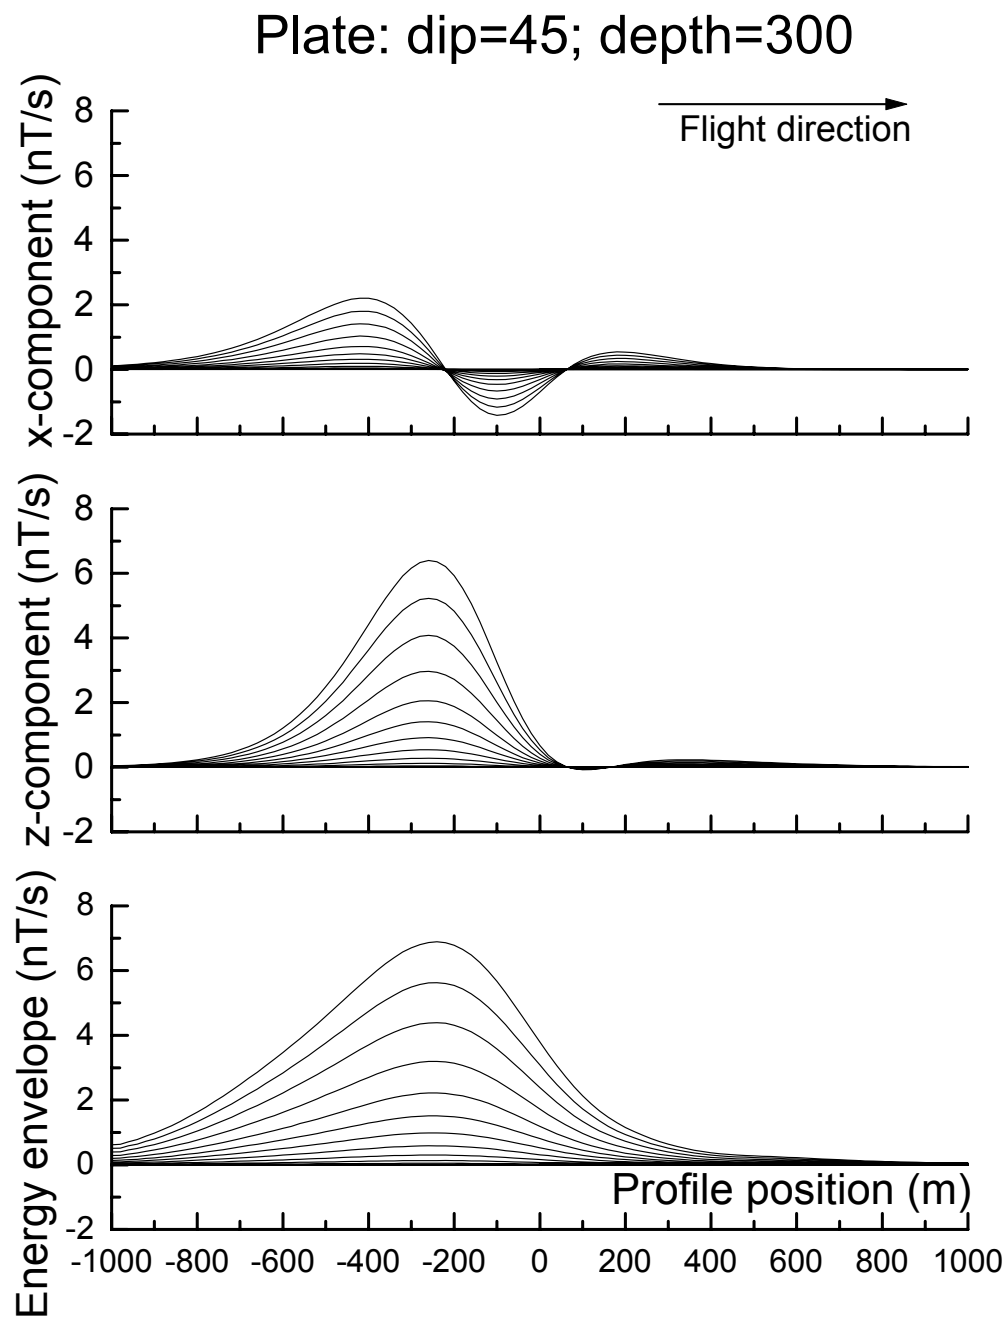 Plate: dip=45; depth=300
Flight direction
x-component (nT/s)
8
6
4
2
0
-2
z-component (nT/s)
8
6
4
2
0
-2
Energy envelope (nT/s)
8
6
4
2
0
-2
Profile position (m)
-1000 -800 -600 -400 -200 0 200 400 600 800 1000